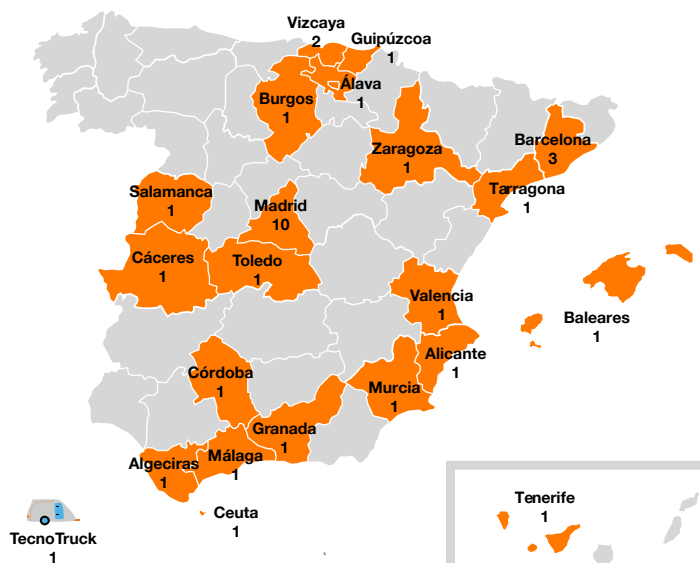 Vizcaya
2
Guipúzcoa
1
Álava
1
Burgos
1
Zaragoza
1
Barcelona
3
Tarragona
1
Salamanca
1
Madrid
10
Cáceres
1
Toledo
1
Valencia
1
Baleares
1
Alicante
1
Córdoba
1
Murcia
1
Granada
1
Algeciras
1
Málaga
1
Ceuta
1
Tenerife
1
TecnoTruck
1